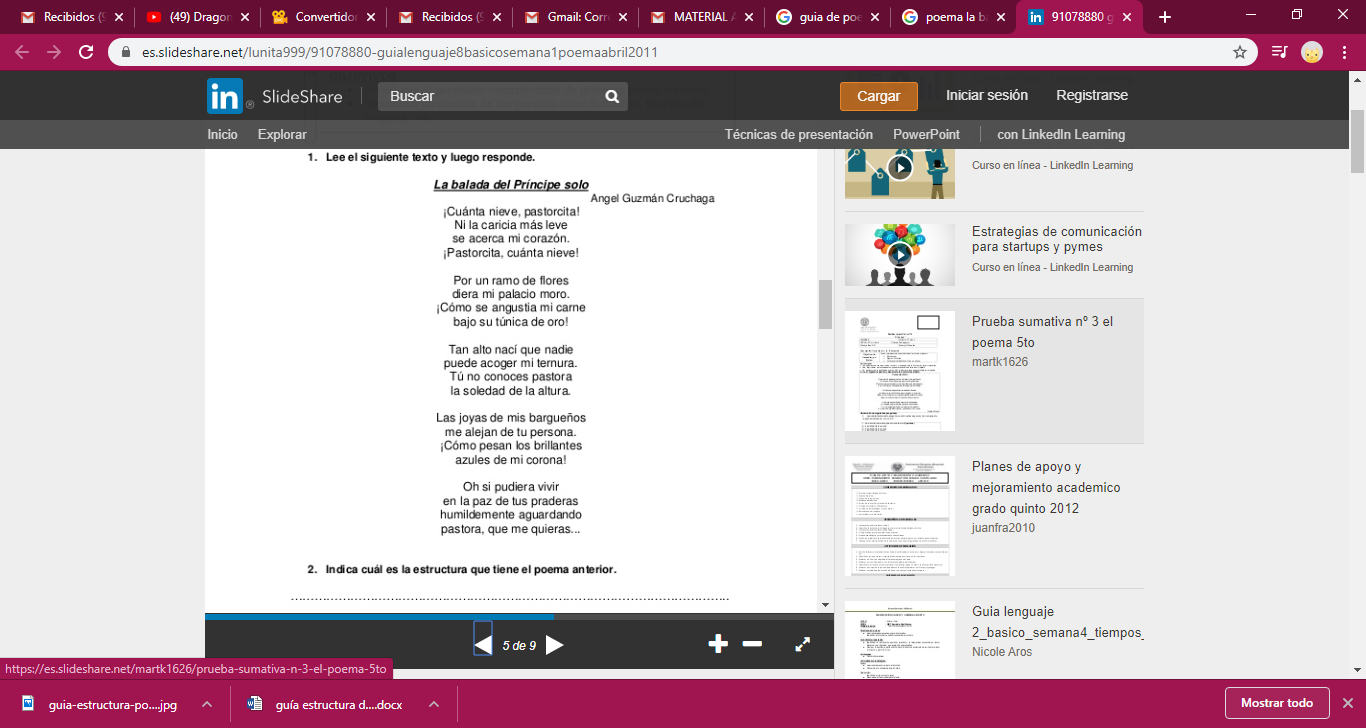 Recibidos (9
(49) Dragon
Convertidor
Recibidos (9
Gmail: Corre
MATERIAL A
guia de poe
poema la ba
91078880 g
es.slideshare.net/lunita999/91078880-guialenguaje8basicosemana1poemaabril2011
in SlideShare
Buscar
Cargar
Iniciar sesión
Registrarse
Inicio
Explorar
Técnicas de presentación
PowerPoint
con LinkedIn Learning
1. Lee el siguiente texto y luego responde.
La balada del Príncipe solo
Angel Guzmán Cruchaga
¡Cuánta nieve, pastorcita!
Ni la caricia más leve
se acerca mi corazón.
¡Pastorcita, cuánta nieve!
Por un ramo de flores
diera mi palacio moro.
¡Cómo se angustia mi carne
bajo su túnica de oro!
Tan alto nací que nadie
puede acoger mi ternura.
Tú no conoces pastora
la soledad de la altura.
Las joyas de mis bargueños
me alejan de tu persona.
¡Cómo pesan los brillantes
azules de mi corona!
Oh si pudiera vivir
en la paz de tus praderas
humildemente aguardando
pastora, que me quieras...
2. Indica cuál es la estructura que tiene el poema anterior.
5 de 9
Curso en línea - LinkedIn Learning
Estrategias de comunicación
para startups y pymes
Curso en línea - LinkedIn Learning
Prueba sumativa nº 3 el
poema 5to
martk1626
Planes de apoyo y
mejoramiento academico
grado quinto 2012
juanfra2010
Guia lenguaje
2_basico_semana4_tiempos_
Nicole Aros
https://es.slideshare.net/martk1626/prueba-sumativa-n-3-el-poema-5to
guia-estructura-po....jpg
guía estructura d....docx
Mostrar todo